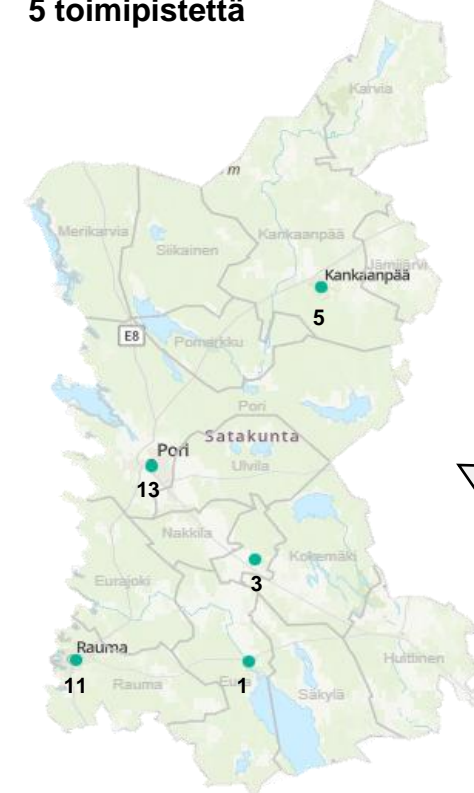 5 toimipistettä
Karvia
m
Merikarvia
Siikainen
Kankaanpää
Jämijärvi
Kankaanpää
5
E8
Pomarkku
Pori
Satakunta
Pori
Ulvila
13
Nakkila
Kokemäki
3
Eurajoki
Rauma
Huittinen
11
Rauma
1
Eura
Säkylä